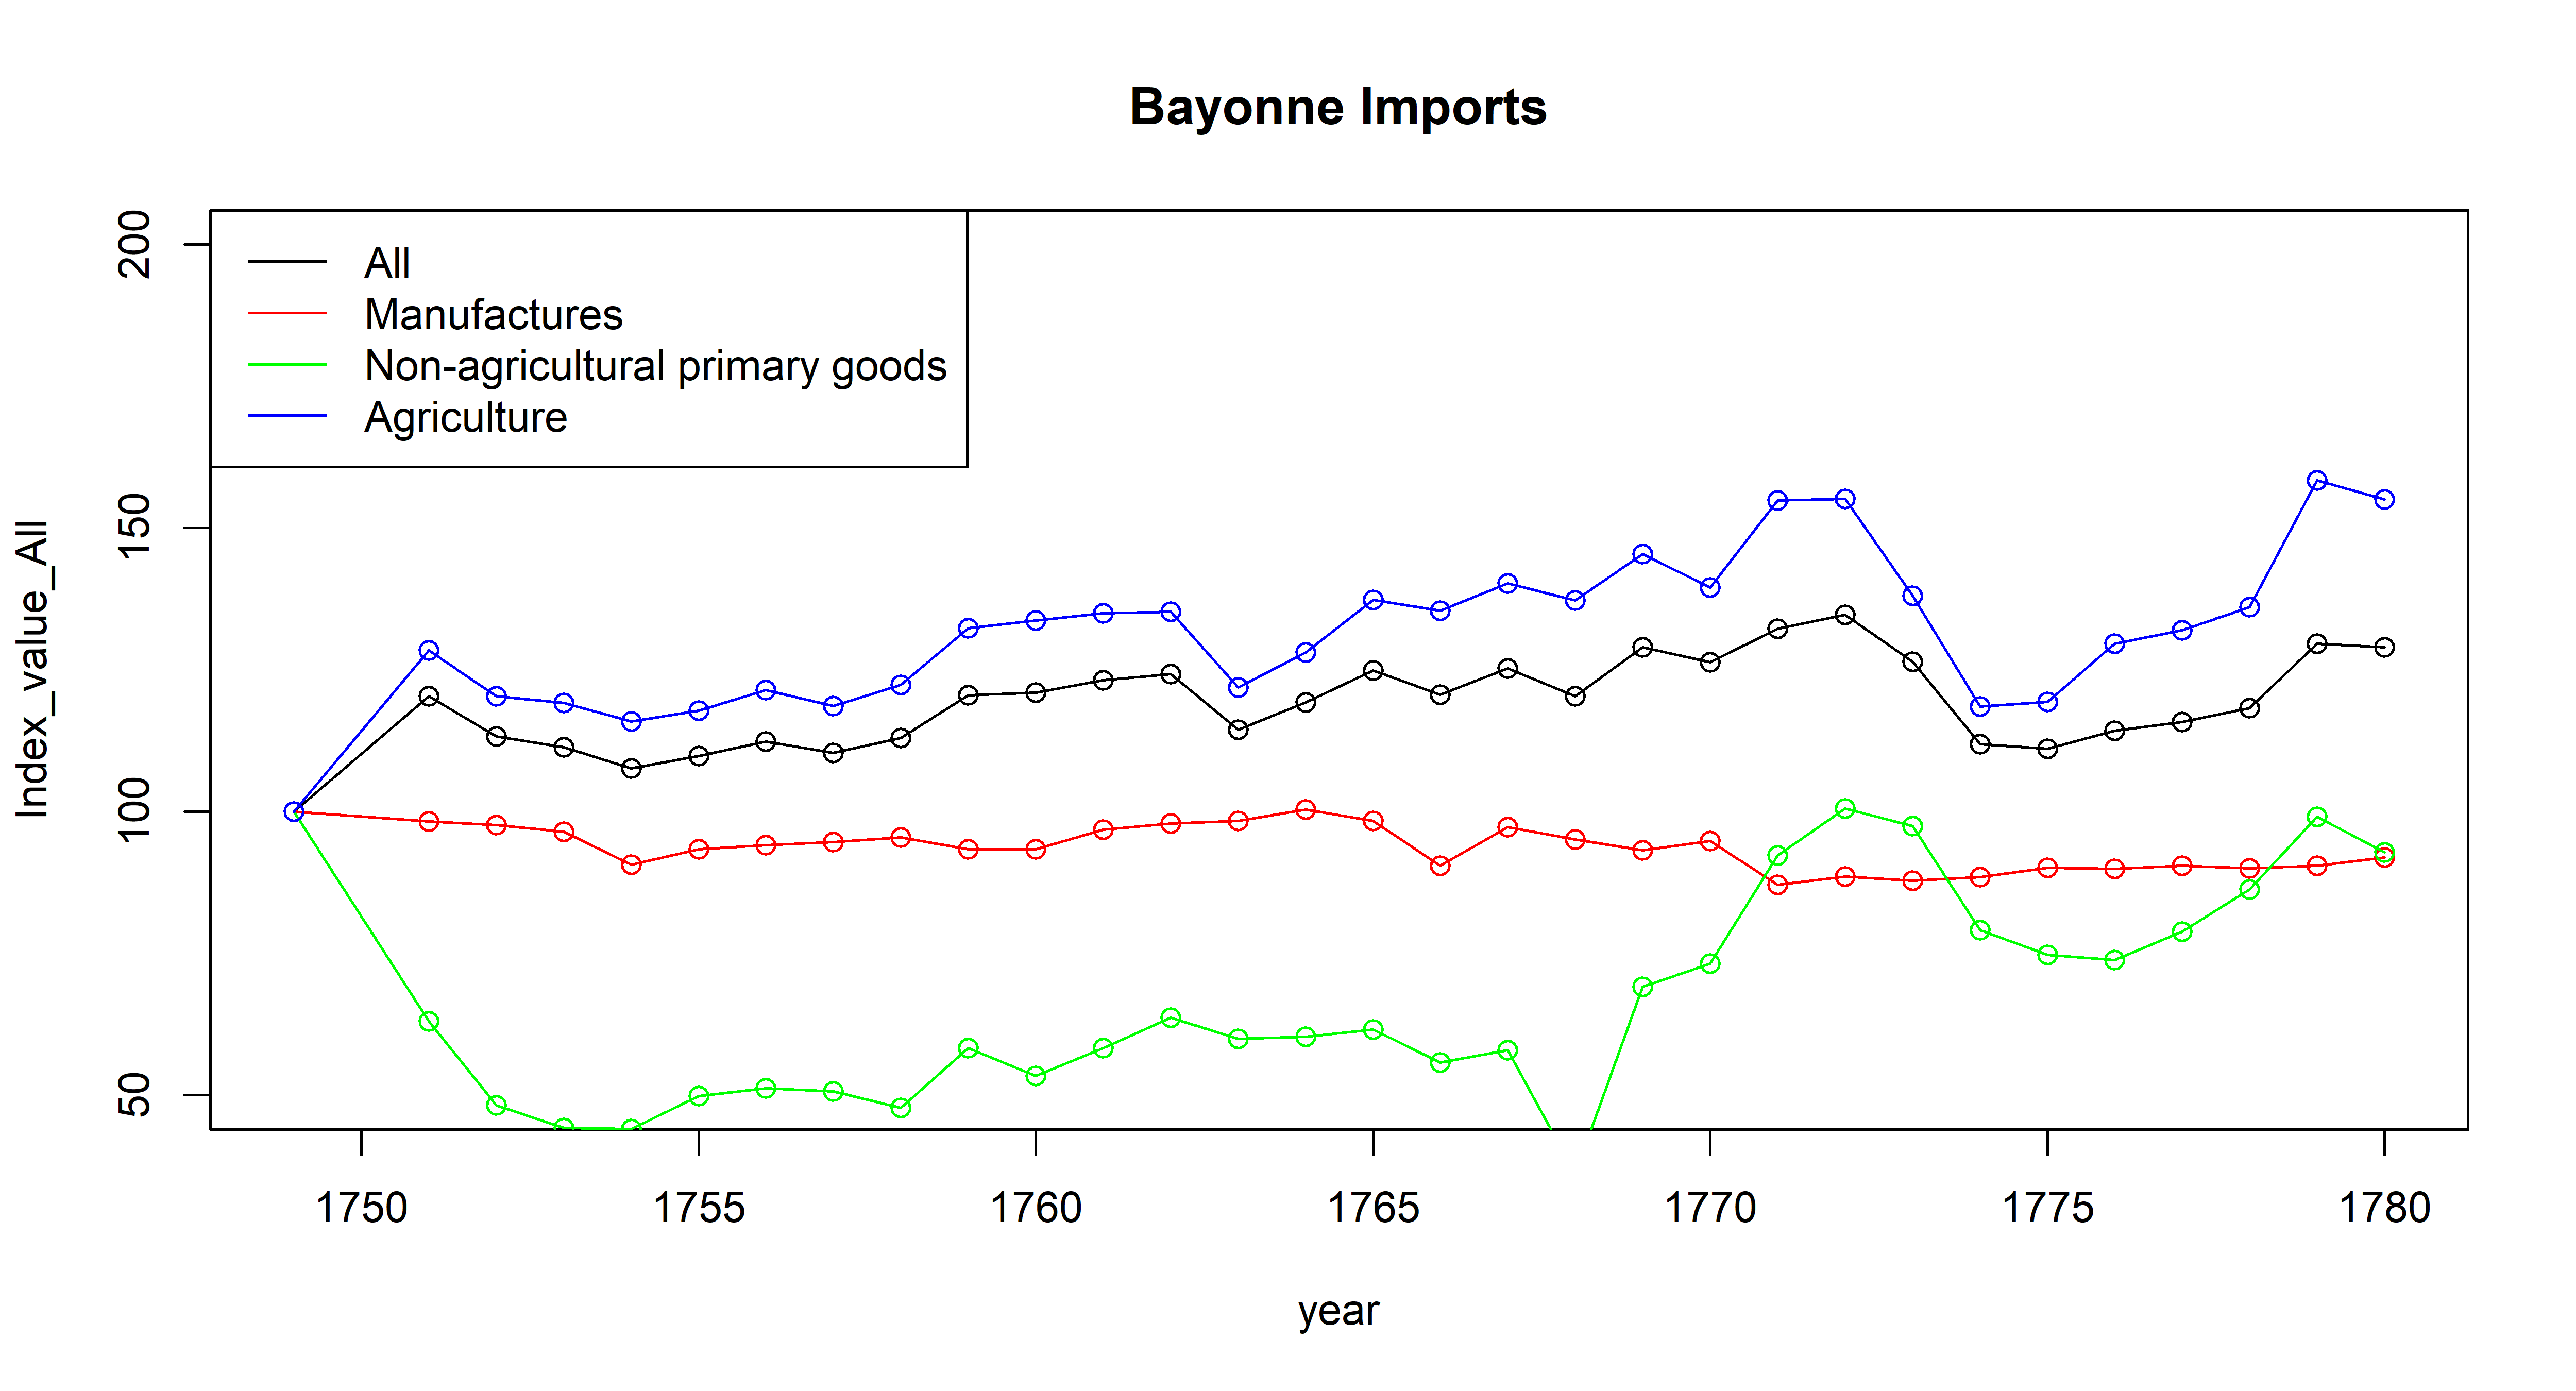 Bayonne Imports
200
150
100
50
Index_value_All
All
Manufactures
Non-agricultural primary goods
Agriculture
1750
1755
1760
1765
1770
1775
1780
year